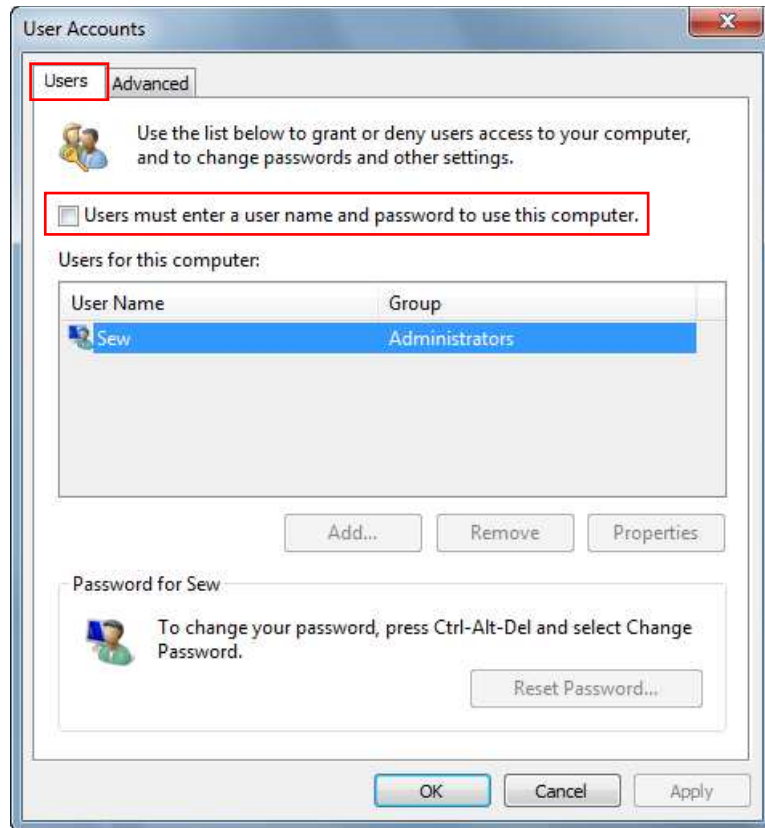 User Accounts
Users
Advanced
Use the list below to grant or deny users access to your computer,
and to change passwords and other settings.
Users must enter a user name and password to use this computer.
Users for this computer:
User Name Group
Sew Administrators
Add... Remove Properties
Password for Sew
To change your password, press Ctrl-Alt-Del and select Change
Password.
Reset Password...
OK Cancel Apply